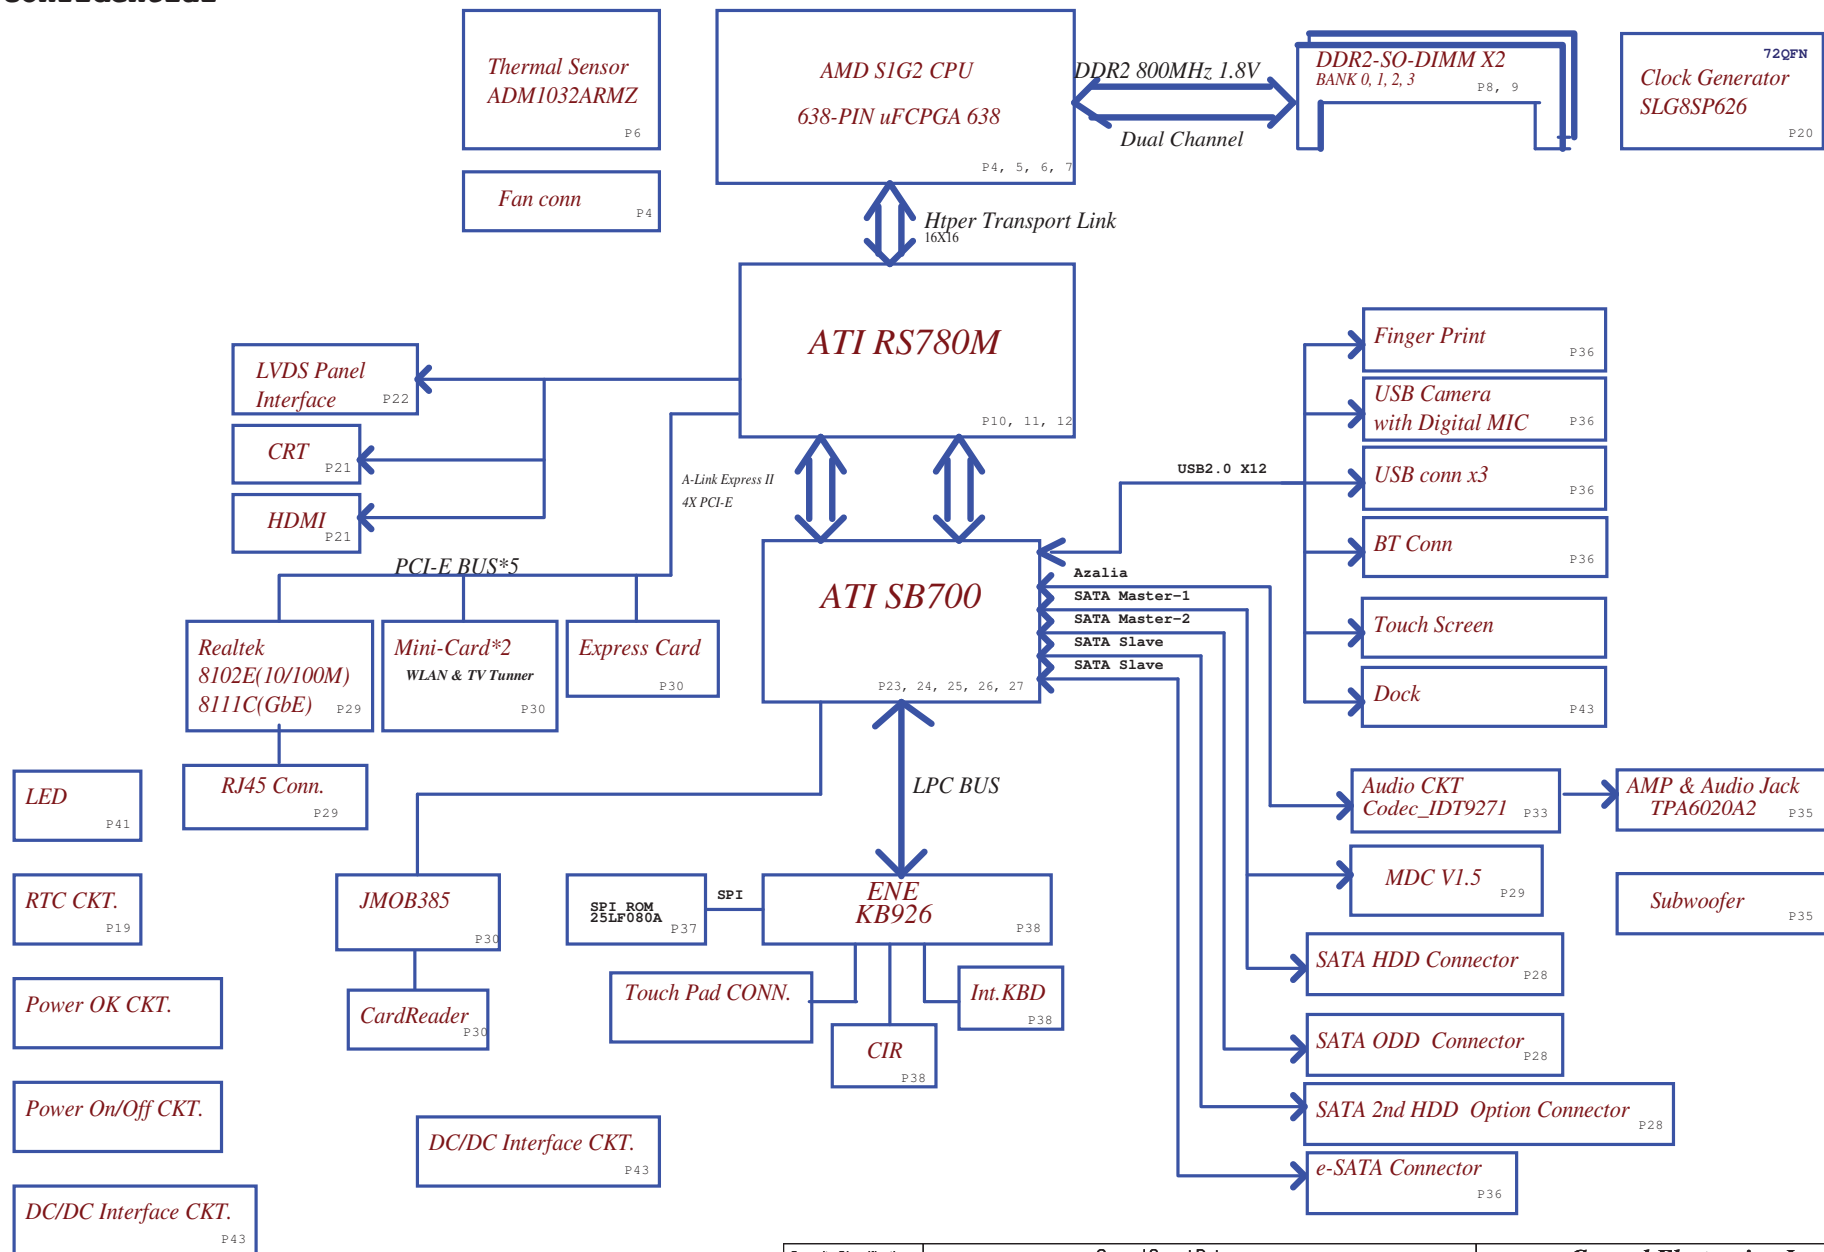 Thermal Sensor
ADM1032ARMZ
P6
Fan conn
P4
AMD S1G2 CPU
638-PIN uFCPGA 638
P4, 5, 6, 7
DDR2 800MHz 1.8V
Dual Channel
DDR2-SO-DIMM X2
BANK 0, 1, 2, 3
P8, 9
72QFN
Clock Generator
SLG8SP626
P20
Htper Transport Link
16X16
ATI RS780M
P10, 11, 12
LVDS Panel
Interface
P22
CRT
P21
HDMI
P21
A-Link Express II
4X PCI-E
PCI-E BUS*5
Realtek
8102E(10/100M)
8111C(GbE)
P29
Mini-Card*2
WLAN & TV Tunner
P30
Express Card
P30
RJ45 Conn.
P29
ATI SB700
P23, 24, 25, 26, 27
USB2.0 X12
Azalia
SATA Master-1
SATA Master-2
SATA Slave
SATA Slave
Finger Print
P36
USB Camera
with Digital MIC
P36
USB conn x3
P36
BT Conn
P36
Touch Screen
Dock
P43
LPC BUS
Audio CKT
Codec_IDT9271
P33
AMP & Audio Jack
TPA6020A2
P35
MDC V1.5
P29
Subwoofer
P35
SATA HDD Connector
P28
SATA ODD Connector
P28
SATA 2nd HDD Option Connector
P28
e-SATA Connector
P36
LED
P41
RTC CKT.
P19
Power OK CKT.
Power On/Off CKT.
DC/DC Interface CKT.
P43
JMOB385
P30
CardReader
P30
SPI ROM
25LF080A
P37
SPI
ENE
KB926
P38
Touch Pad CONN.
CIR
P38
Int.KBD
P38
DC/DC Interface CKT.
P43